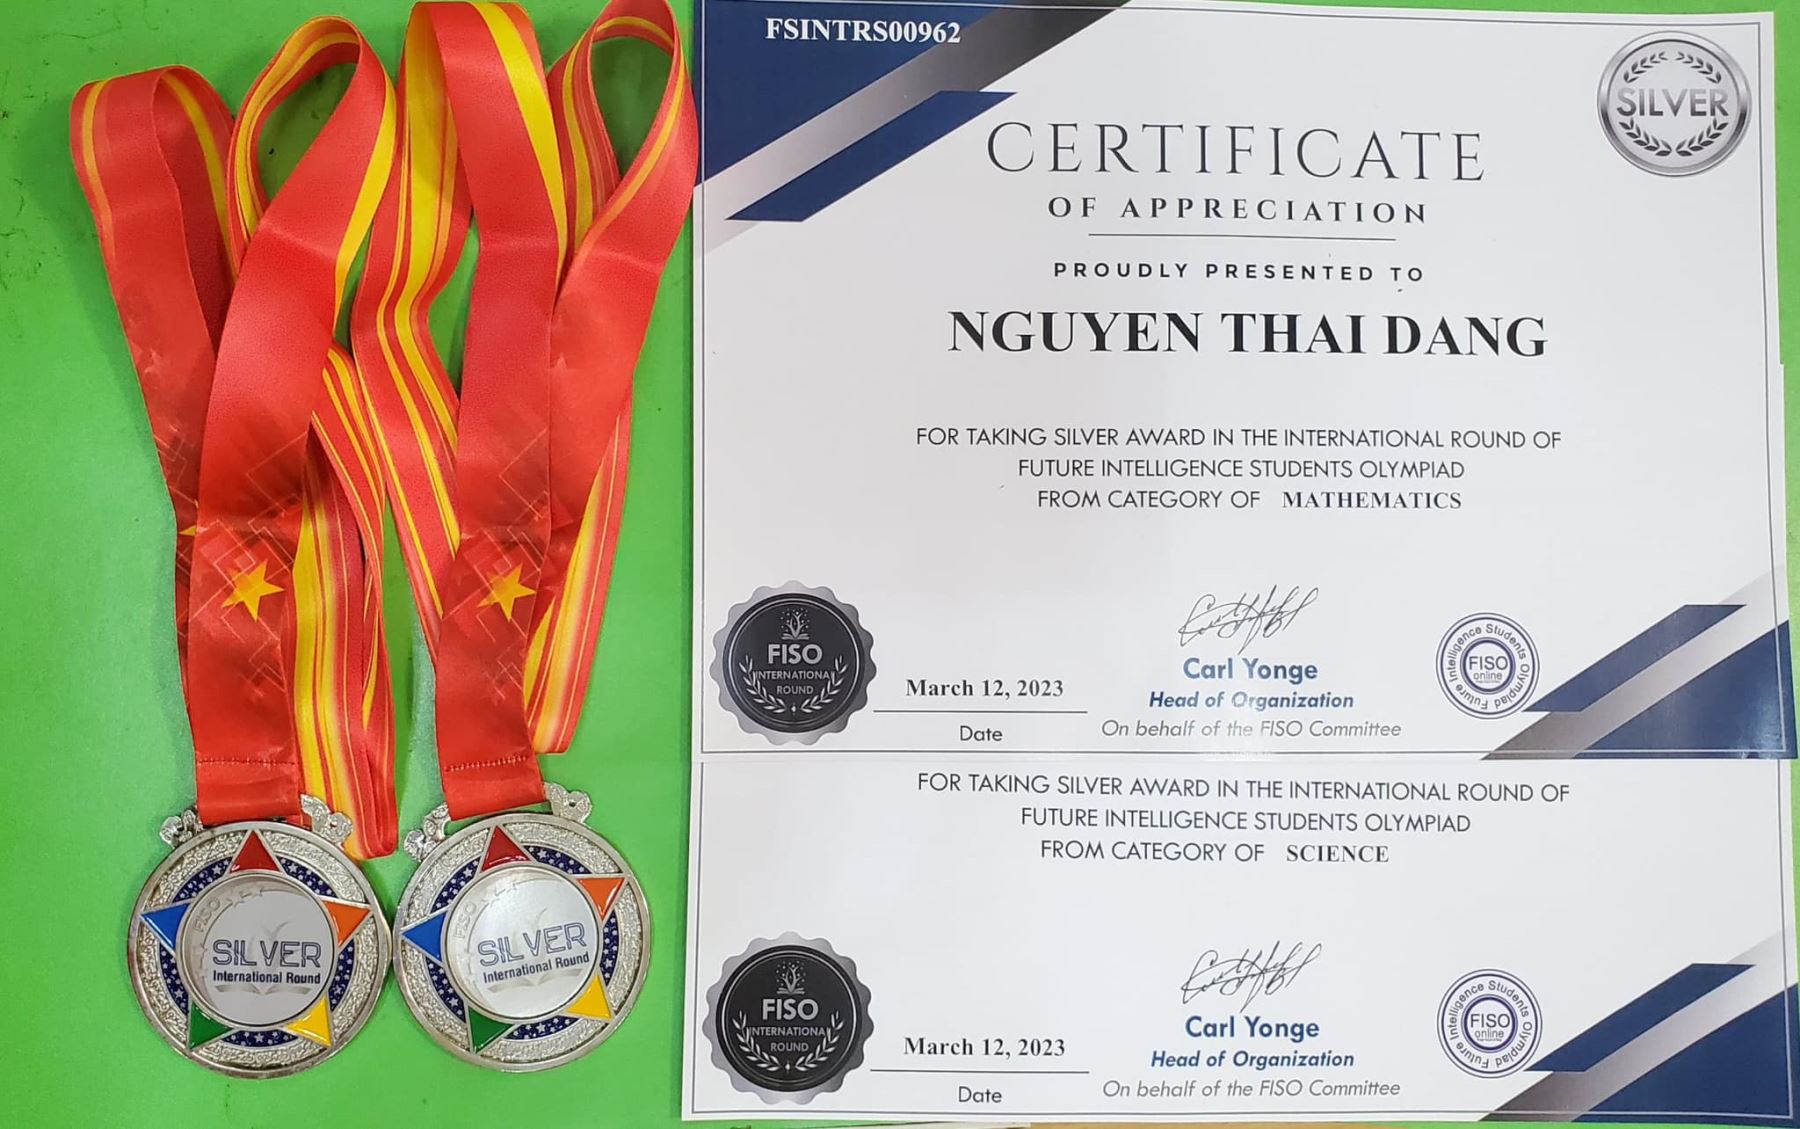 FSINTRS00962
SILVER
CERTIFICATE
OF APPRECIATION
PROUDLY PRESENTED TO
NGUYEN THAI DANG
FOR TAKING SILVER AWARD IN THE INTERNATIONAL ROUND OF
FUTURE INTELLIGENCE STUDENTS OLYMPIAD
FROM CATEGORY OF MATHEMATICS
FISO
INTERNATIONAL
ROUND
March 12, 2023
Date
Carl Yonge
Head of Organization
On behalf of the FISO Committee
Future Intelligence Students Olympiad
FISO
online
FOR TAKING SILVER AWARD IN THE INTERNATIONAL ROUND OF
FUTURE INTELLIGENCE STUDENTS OLYMPIAD
FROM CATEGORY OF SCIENCE
FISO
INTERNATIONAL
ROUND
March 12, 2023
Date
Carl Yonge
Head of Organization
On behalf of the FISO Committee
Future Intelligence Students Olympiad
FISO
online
FISO
SILVER
International Round
FISO
SILVER
International Round